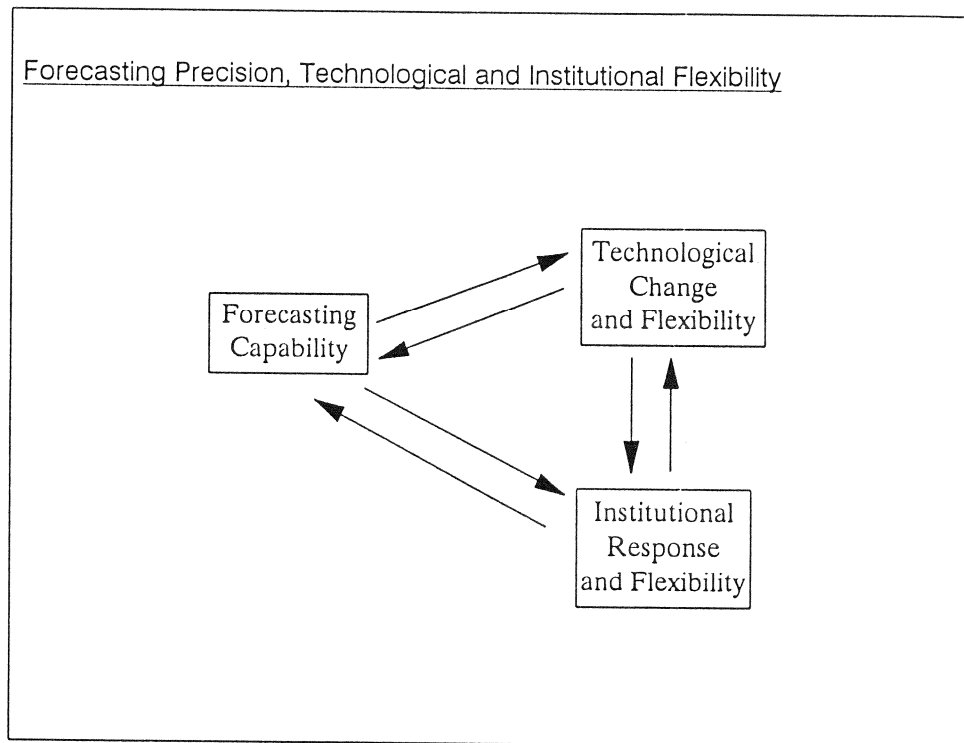 Forecasting Precision, Technological and Institutional Flexibility
Technological
Change
and Flexibility
Forecasting
Capability
Institutional
Response
and Flexibility